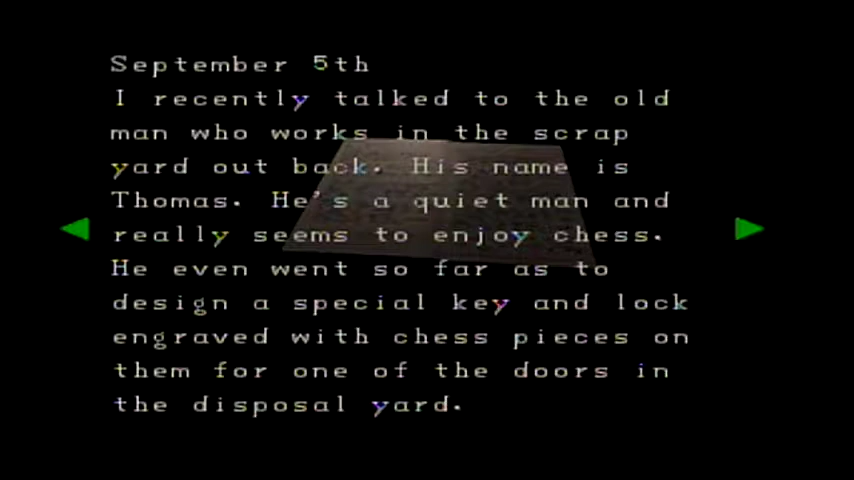 September 5th
I recently talked to the old
man who works in the scrap
yard out back. His name is
Thomas. He's a quiet man and
really seems to enjoy chess.
He even went so far as to
design a special key and lock
engraved with chess pieces on
them for one of the doors in
the disposal yard.